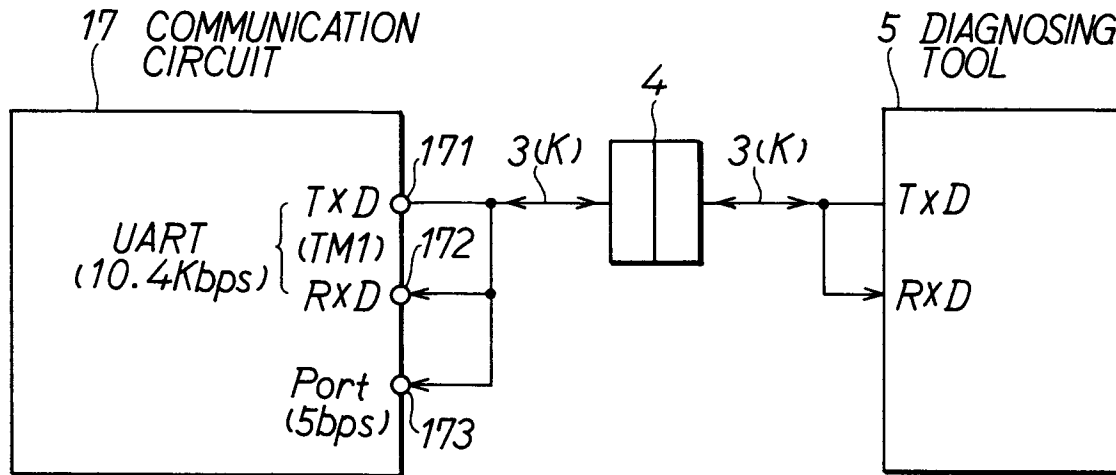 17 COMMUNICATION
CIRCUIT
5 DIAGNOSING
TOOL
4
171
3(K)
3(K)
TXD
TXD
UART
(TM1)
172
(10.4Kbps)
RXD
RXD
Port
(5bps)
173